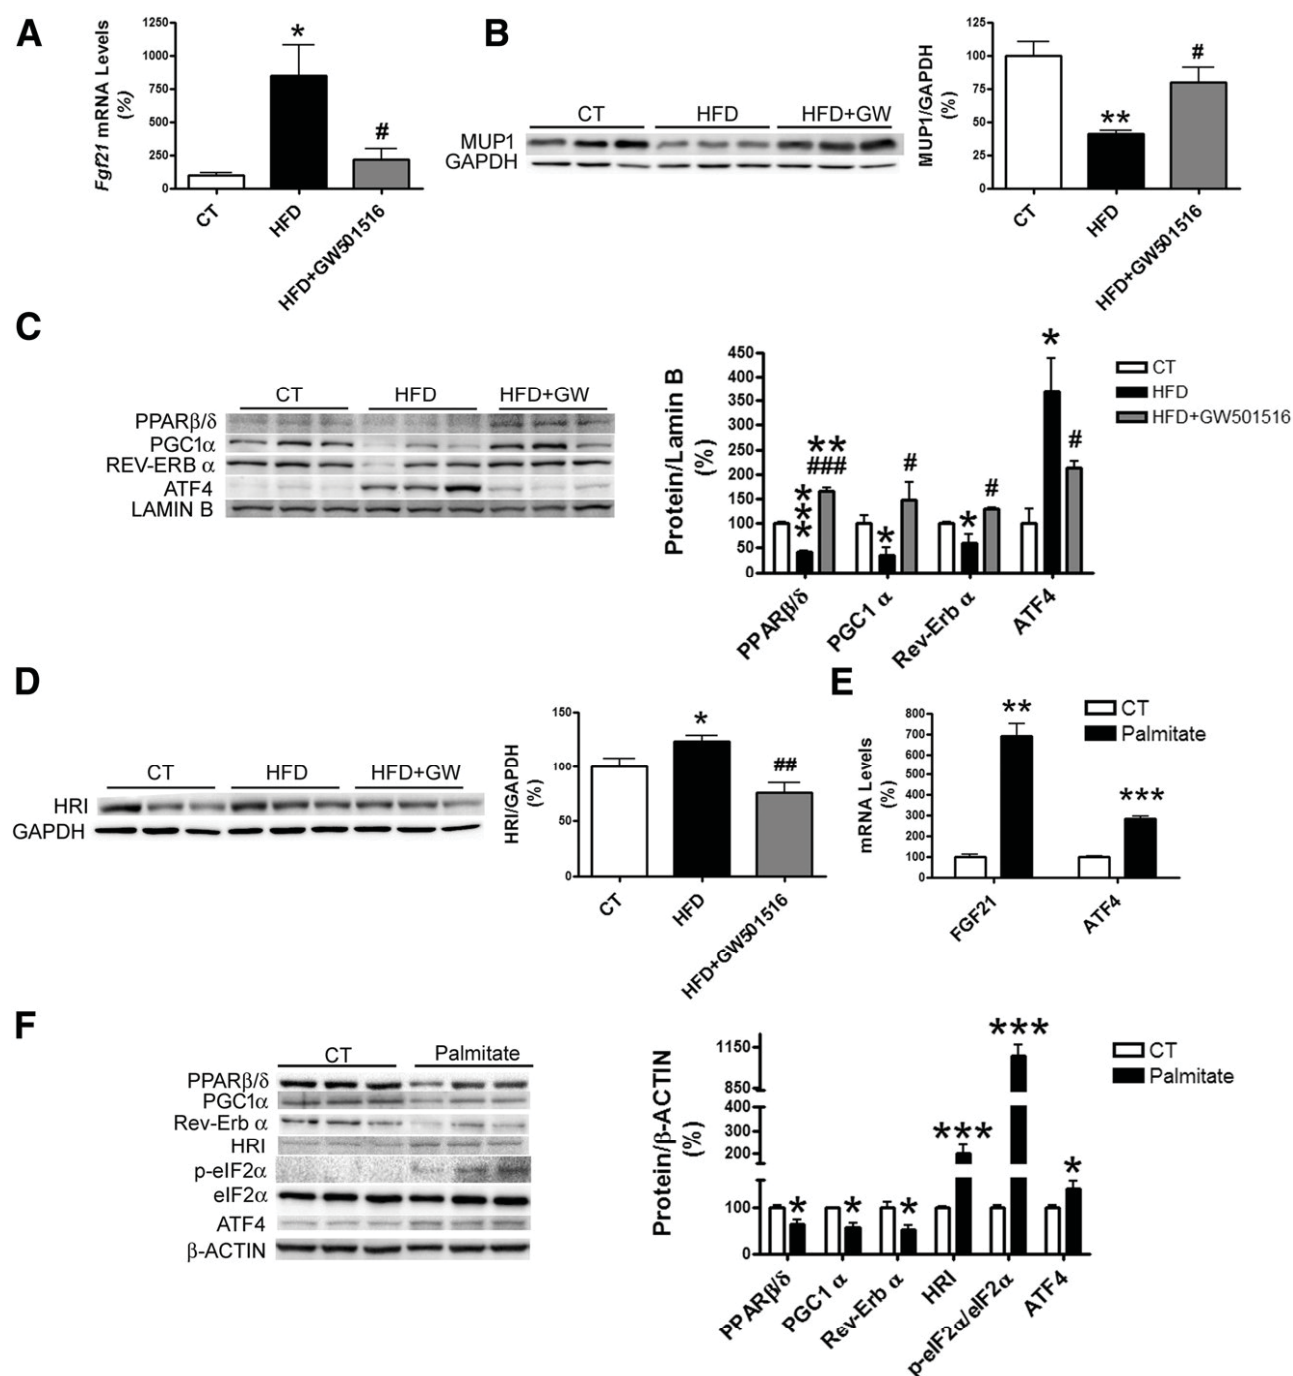 A
Fgf21 mRNA Levels
(%)
1250
1000
750
500
250
0
*
#
CT
HFD
HFD+GW501516
B
CT
HFD
HFD+GW
MUP1
GAPDH
MUP1/GAPDH
(%)
125
100
75
50
25
0
**
#
CT
HFD
HFD+GW501516
C
CT
HFD
HFD+GW
PPARβ/δ
PGC1α
REV-ERB α
ATF4
LAMIN B
Protein/Lamin B
(%)
450
400
350
300
250
200
150
100
50
0
***
**
###
*
#
*
#
*
#
PPARβ/δ
PGC1 α
Rev-Erb α
ATF4
CT
HFD
HFD+GW501516
D
CT
HFD
HFD+GW
HRI
GAPDH
HRI/GAPDH
(%)
150
100
50
0
*
##
CT
HFD
HFD+GW501516
E
mRNA Levels
(%)
800
700
600
500
400
300
200
100
0
**
***
FGF21
ATF4
CT
Palmitate
F
CT
Palmitate
PPARβ/δ
PGC1α
Rev-Erb α
HRI
p-eIF2α
eIF2α
ATF4
β-ACTIN
Protein/β-ACTIN
(%)
1150
850
400
300
200
100
0
*
*
*
***
***
*
PPARβ/δ
PGC1 α
Rev-Erb α
HRI
p-eIF2α/eIF2α
ATF4
CT
Palmitate